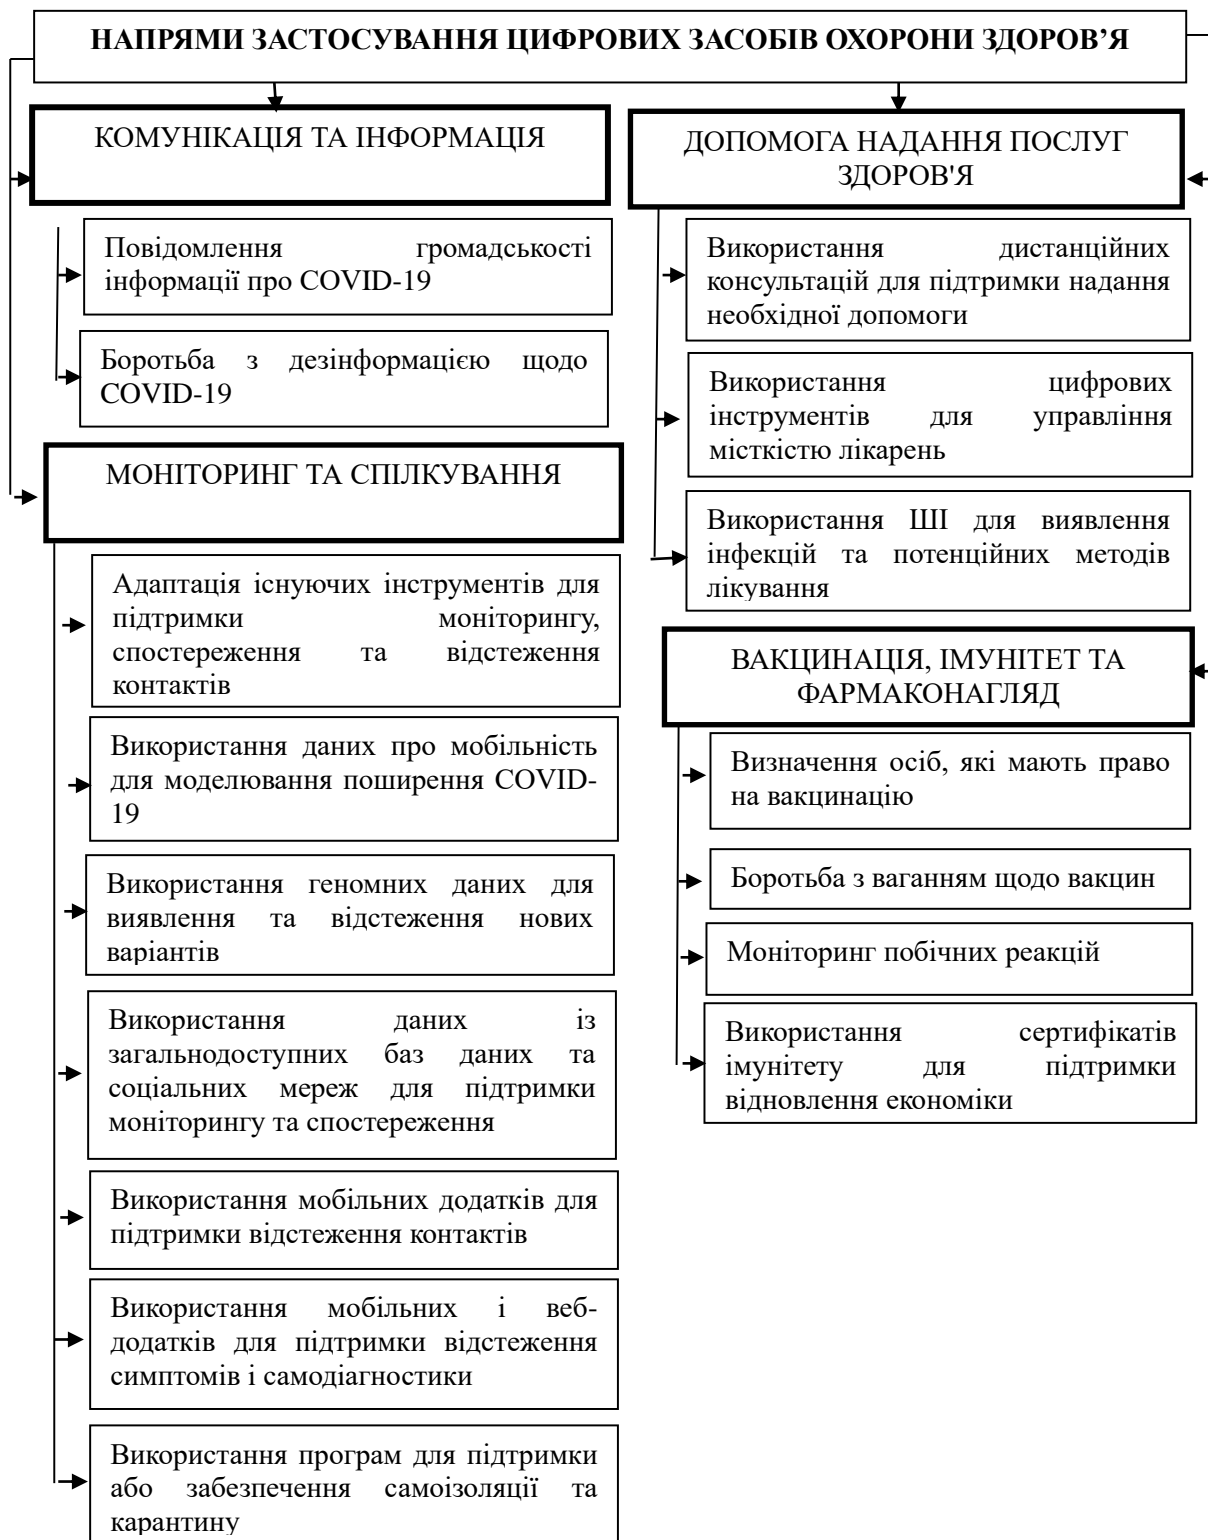 НАПРЯМИ ЗАСТОСУВАННЯ ЦИФРОВИХ ЗАСОБІВ ОХОРОНИ ЗДОРОВ’Я
КОМУНІКАЦІЯ ТА ІНФОРМАЦІЯ
Повідомлення громадськості
інформації про COVID-19
Боротьба з дезінформацією щодо
COVID-19
МОНІТОРИНГ ТА СПІЛКУВАННЯ
Адаптація існуючих інструментів для
підтримки моніторингу,
спостереження та відстеження
контактів
Використання даних про мобільність
для моделювання поширення COVID-
19
Використання геномних даних для
виявлення та відстеження нових
варіантів
Використання даних із
загальнодоступних баз даних та
соціальних мереж для підтримки
моніторингу та спостереження
Використання мобільних додатків для
підтримки відстеження контактів
Використання мобільних і веб-
додатків для підтримки відстеження
симптомів і самодіагностики
Використання програм для підтримки
або забезпечення самоізоляції та
карантину
ДОПОМОГА НАДАННЯ ПОСЛУГ
ЗДОРОВ'Я
Використання дистанційних
консультацій для підтримки надання
необхідної допомоги
Використання цифрових
інструментів для управління
місткістю лікарень
Використання ШІ для виявлення
інфекцій та потенційних методів
лікування
ВАКЦИНАЦІЯ, ІМУНІТЕТ ТА
ФАРМАКОНАГЛЯД
Визначення осіб, які мають право
на вакцинацію
Боротьба з ваганням щодо вакцин
Моніторинг побічних реакцій
Використання сертифікатів
імунітету для підтримки
відновлення економіки